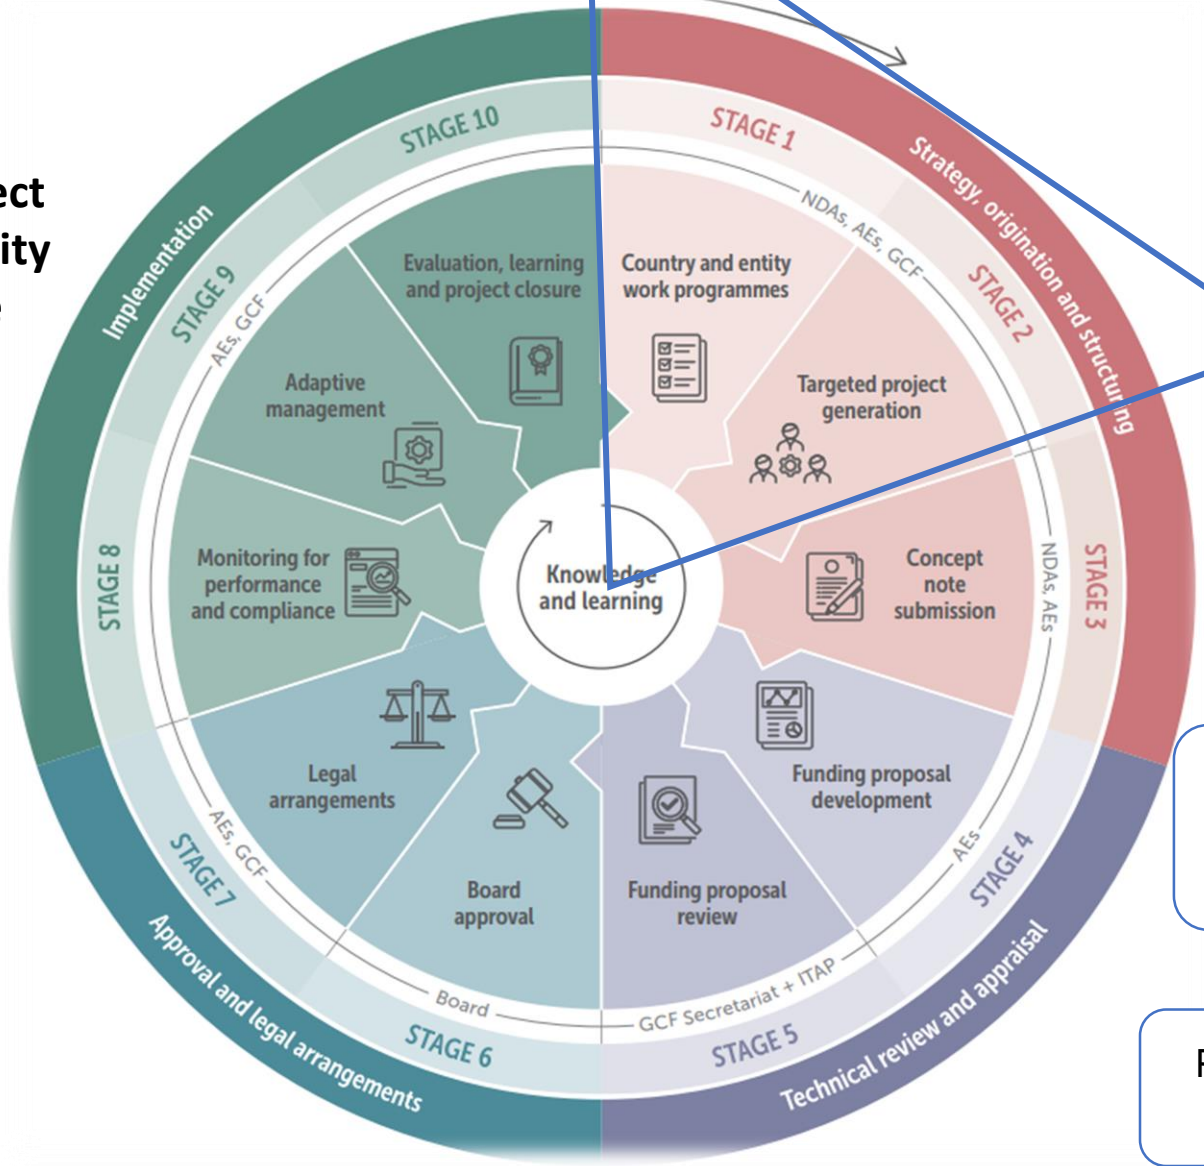 ect
ity
STAGE 1
STAGE 2
STAGE 3
STAGE 4
STAGE 5
STAGE 6
STAGE 7
STAGE 8
STAGE 9
STAGE 10
Strategy, origination and structuring
Technical review and appraisal
Approval and legal arrangements
Implementation
NDAs, AEs, GCF
NDAs, AEs
AEs
GCF Secretariat + ITAP
Board
AEs, GCF
AEs, GCF
Country and entity
work programmes
Targeted project
generation
Concept
note
submission
Funding proposal
development
Funding proposal
review
Board
approval
Legal
arrangements
Monitoring for
performance
and compliance
Adaptive
management
Evaluation, learning
and project closure
Knowledge
and learning